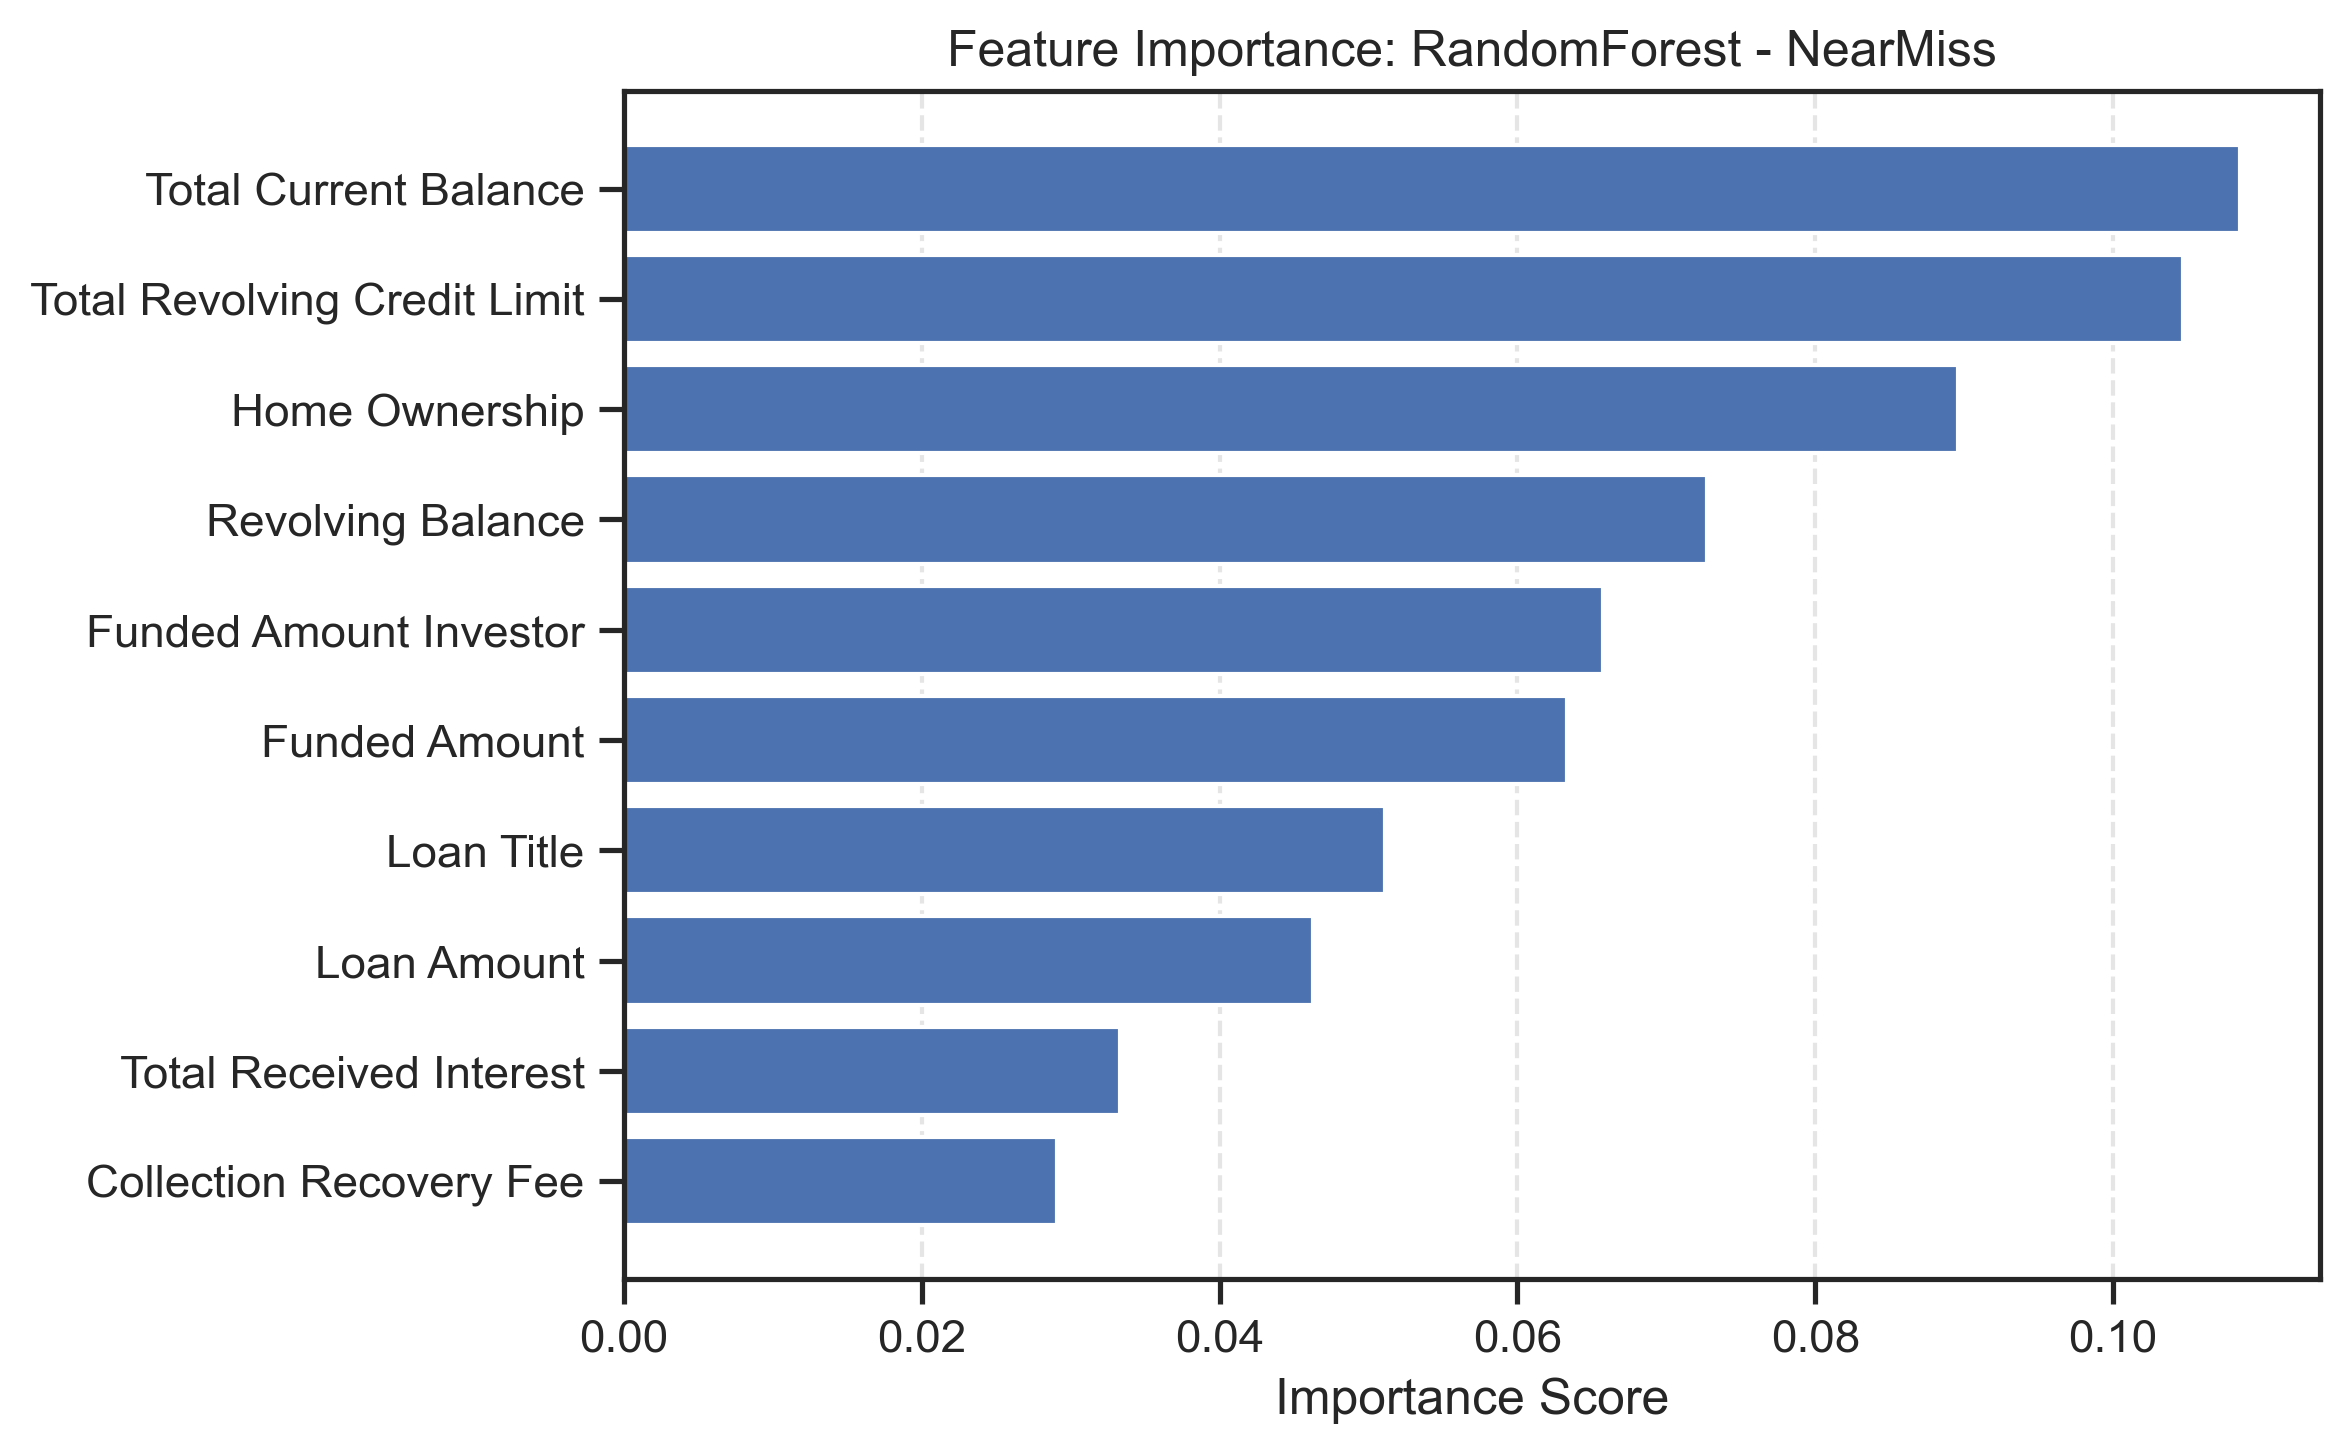 Feature Importance: RandomForest - NearMiss
Total Current Balance
Total Revolving Credit Limit
Home Ownership
Revolving Balance
Funded Amount Investor
Funded Amount
Loan Title
Loan Amount
Total Received Interest
Collection Recovery Fee
0.00 0.02 0.04 0.06 0.08 0.10
Importance Score